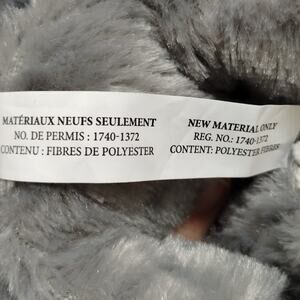 MATÉRIAUX NEUFS SEULEMENT
NO. DE PERMIS : 1740-1372
CONTENU : FIBRES DE POLYESTER
NEW MATERIAL ONLY
REG. NO.: 1740-1372
CONTENT: POLYESTER FIBRES